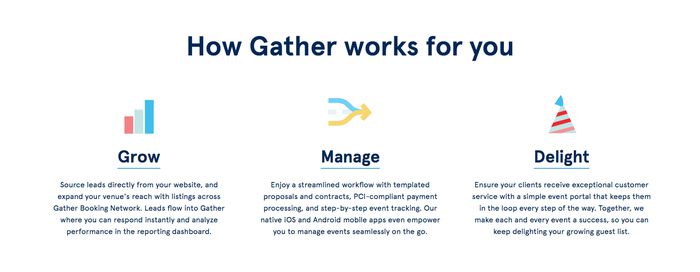 How Gather works for you
Grow
Source leads directly from your website, and
expand your venue's reach with listings across
Gather Booking Network. Leads flow into Gather
where you can respond instantly and analyze
performance in the reporting dashboard.
Manage
Enjoy a streamlined workflow with templated
proposals and contracts, PCI-compliant payment
processing, and step-by-step event tracking. Our
native iOS and Android mobile apps even empower
you to manage events seamlessly on the go.
Delight
Ensure your clients receive exceptional customer
service with a simple event portal that keeps them
in the loop every step of the way. Together, we
make each and every event a success, so you can
keep delighting your growing guest list.